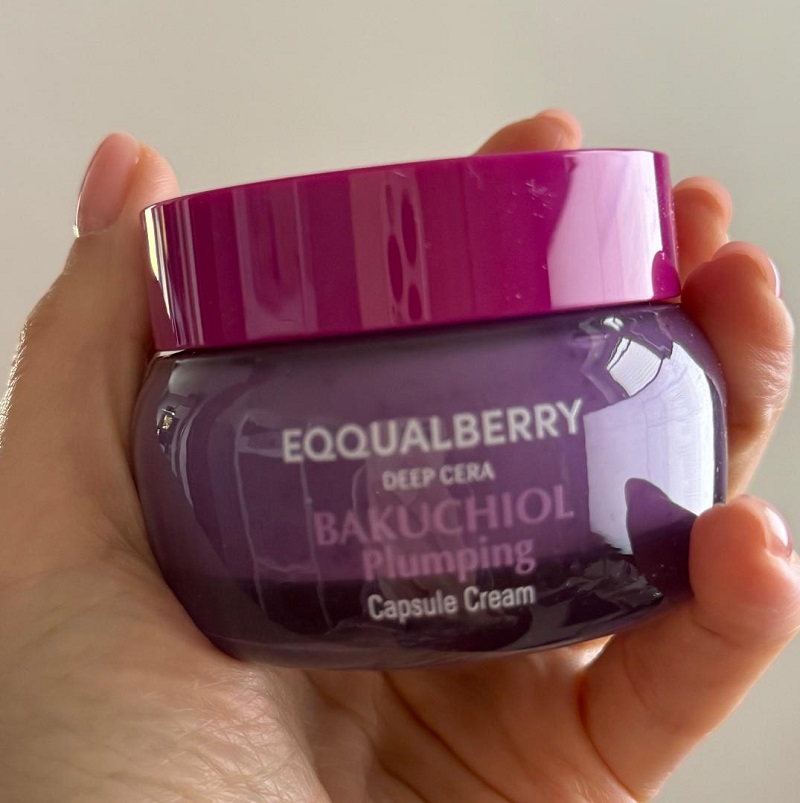 EQQUALBERRY
DEEP CERA
BAKUCHIOL
Plumping
Capsule Cream